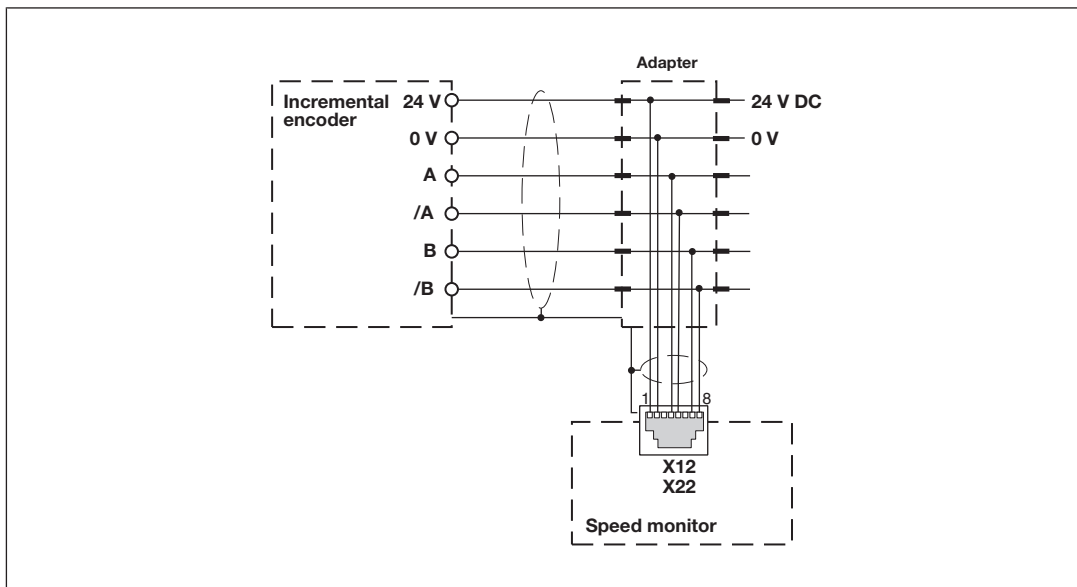 Adapter
Incremental
encoder
24 V
24 V DC
0 V
0 V
A
/A
B
/B
1
8
X12
X22
Speed monitor